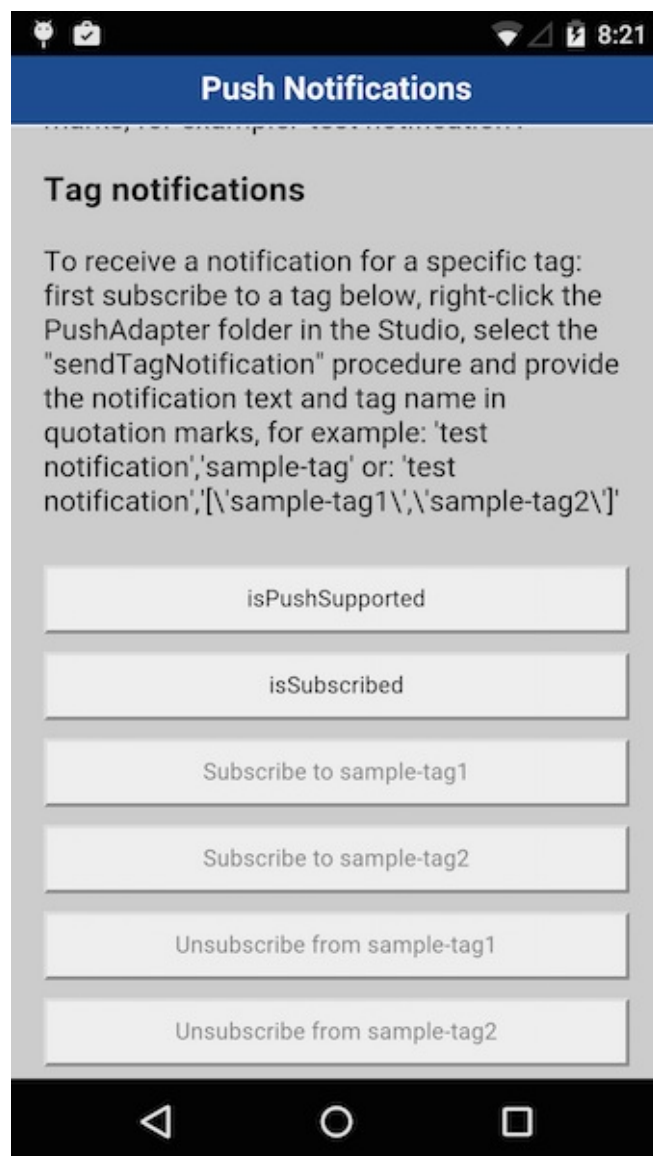 8:21
Push Notifications
Tag notifications
To receive a notification for a specific tag:
first subscribe to a tag below, right-click the
PushAdapter folder in the Studio, select the
"sendTagNotification" procedure and provide
the notification text and tag name in
quotation marks, for example: 'test
notification','sample-tag' or: 'test
notification','[\'sample-tag1\',\'sample-tag2\']'
isPushSupported
isSubscribed
Subscribe to sample-tag1
Subscribe to sample-tag2
Unsubscribe from sample-tag1
Unsubscribe from sample-tag2